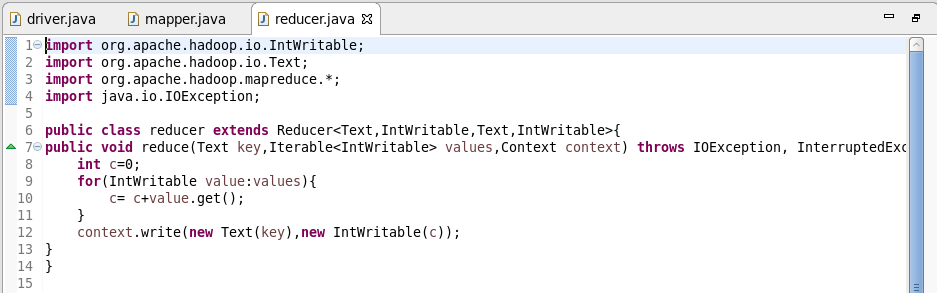 driver.java mapper.java reducer.java
1 import org.apache.hadoop.io.IntWritable;
2 import org.apache.hadoop.io.Text;
3 import org.apache.hadoop.mapreduce.*;
4 import java.io.IOException;
5
6 public class reducer extends Reducer<Text,IntWritable,Text,IntWritable>{
7 public void reduce(Text key,Iterable<IntWritable> values,Context context) throws IOException, InterruptedExc
8 int c=0;
9 for(IntWritable value:values){
10 c= c+value.get();
11 }
12 context.write(new Text(key),new IntWritable(c));
13 }
14 }
15